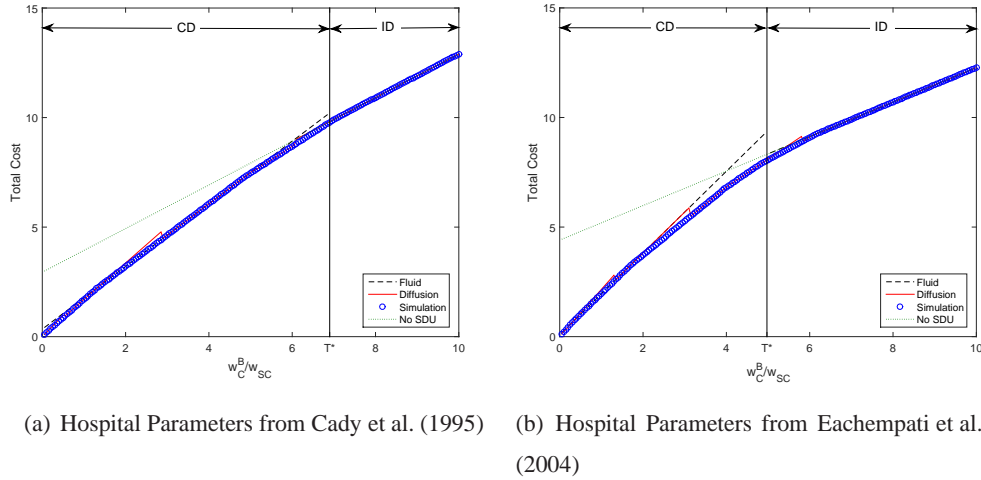 15
CD
ID
10
Total Cost
5
Fluid
Diffusion
Simulation
No SDU
0
0 2 4 6 T* 8 10
w_C^B/w_SC
(a) Hospital Parameters from Cady et al. (1995)
15
CD
ID
10
Total Cost
5
Fluid
Diffusion
Simulation
No SDU
0
0 2 4 T* 6 8 10
w_C^B/w_SC
(b) Hospital Parameters from Eachempati et al.
(2004)